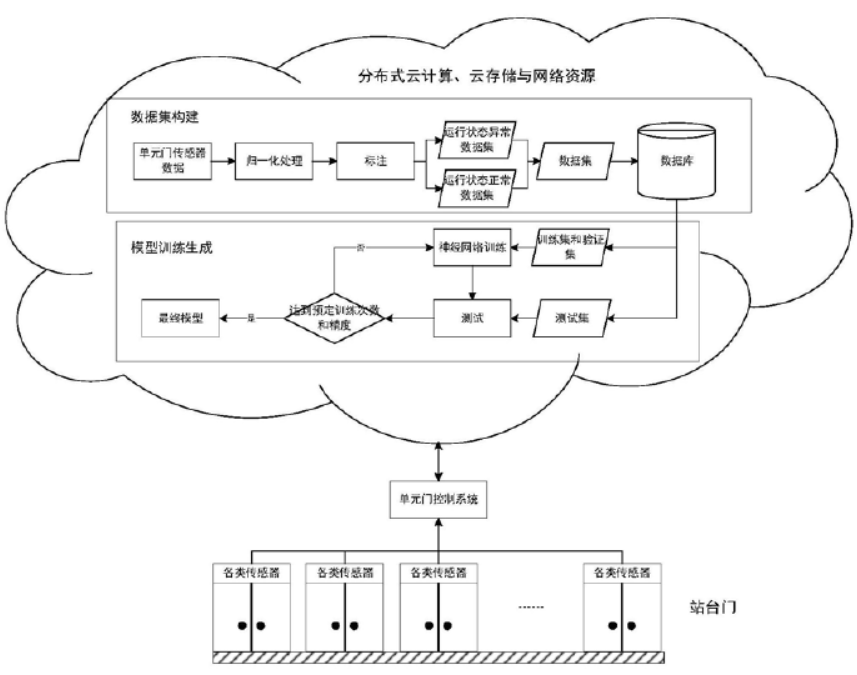 分布式云计算、云存储与网络资源
数据集构建
单元门传感器
数据
归一化处理
标注
运行状态异常
数据集
运行状态正常
数据集
数据集
数据库
模型训练生成
否
神经网络训练
训练集和验证
集
最终模型
是
达到预定训练次数
和精度
测试
测试集
单元门控制系统
各类传感器
各类传感器
各类传感器
各类传感器
......
站台门